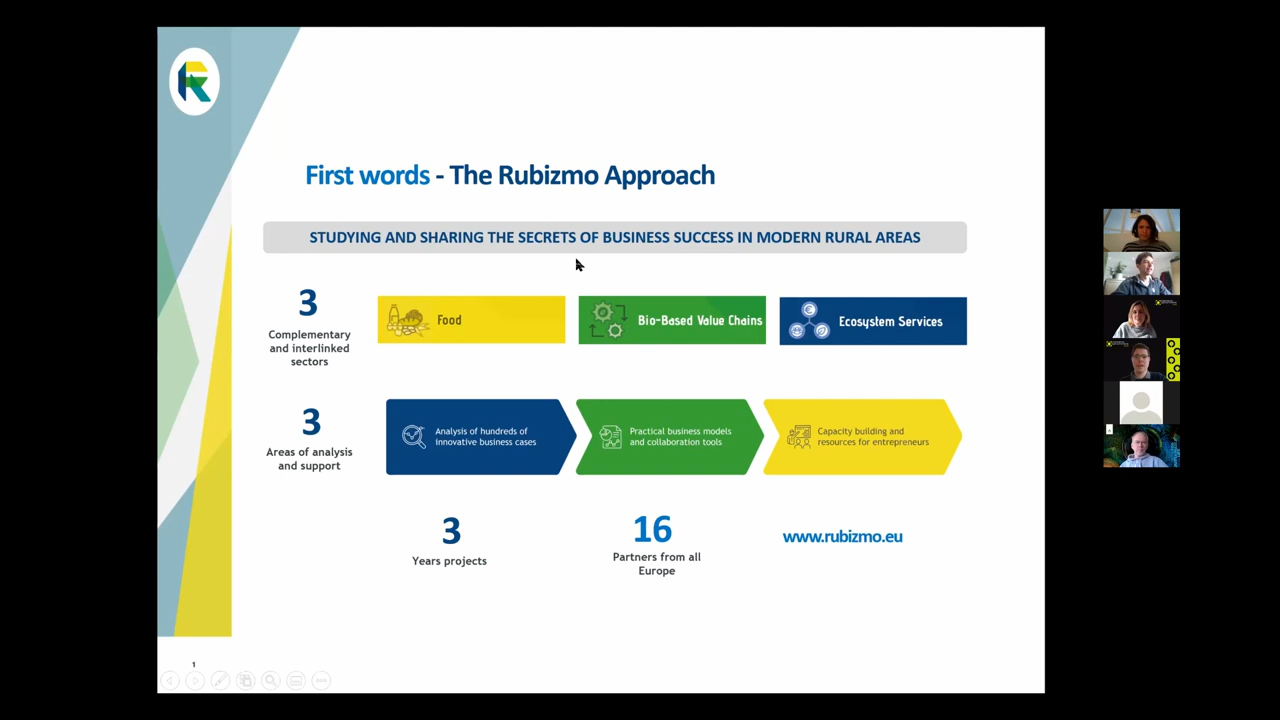 First words - The Rubizmo Approach
STUDYING AND SHARING THE SECRETS OF BUSINESS SUCCESS IN MODERN RURAL AREAS
3
Complementary
and interlinked
sectors
Food
Bio-Based Value Chains
Ecosystem Services
3
Areas of analysis
and support
Analysis of hundreds of
innovative business cases
Practical business models
and collaboration tools
Capacity building and
resources for entrepreneurs
3
Years projects
16
Partners from all
Europe
www.rubizmo.eu
1